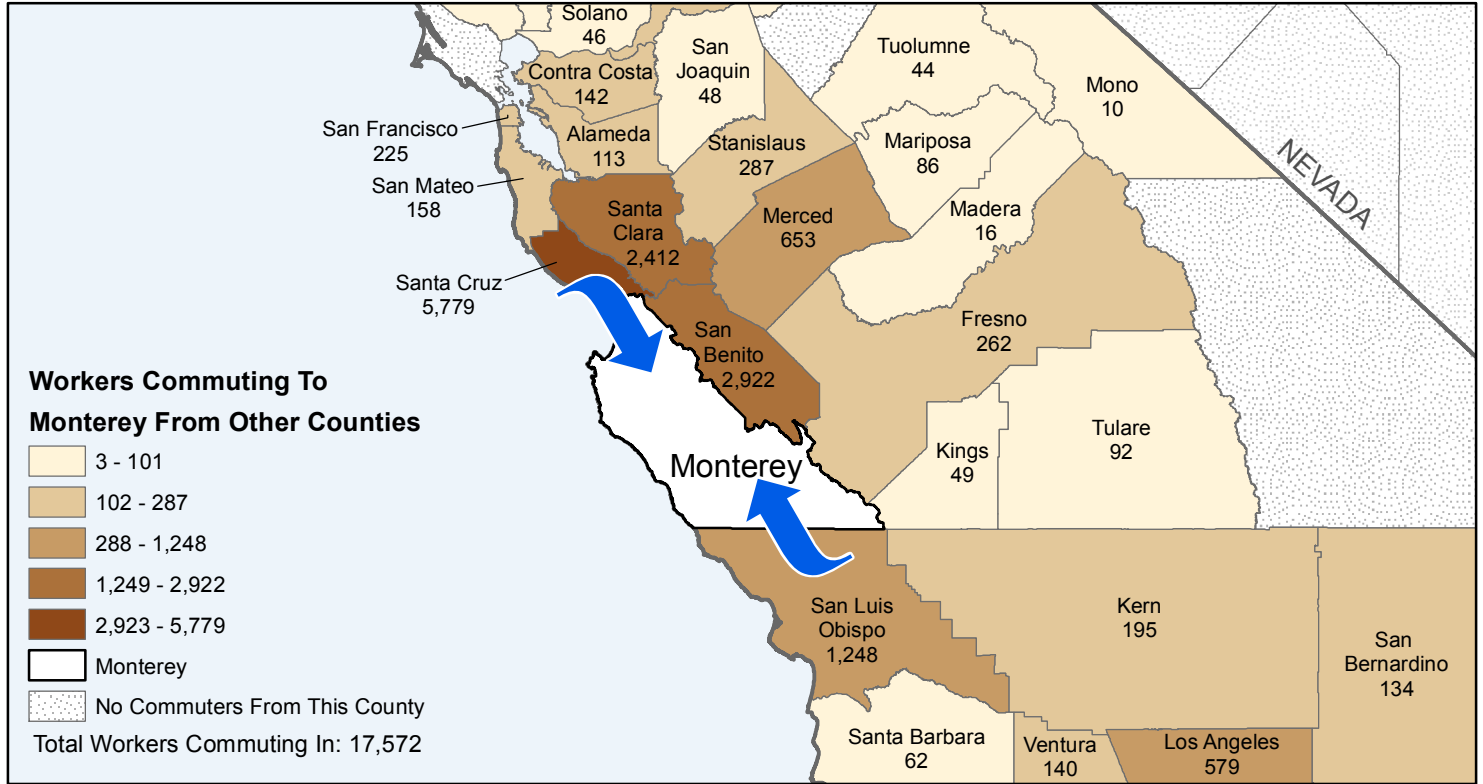 Solano
46
San
Joaquin
48
Tuolumne
44
Mono
10
Contra Costa
142
San Francisco
225
Alameda
113
Stanislaus
287
Mariposa
86
NEVADA
San Mateo
158
Santa
Clara
2,412
Merced
653
Madera
16
Santa Cruz
5,779
San
Benito
2,922
Fresno
262
Monterey
Kings
49
Tulare
92
San Luis
Obispo
1,248
Kern
195
San
Bernardino
134
Santa Barbara
62
Ventura
140
Los Angeles
579
Workers Commuting To
Monterey From Other Counties
3 - 101
102 - 287
288 - 1,248
1,249 - 2,922
2,923 - 5,779
Monterey
No Commuters From This County
Total Workers Commuting In: 17,572